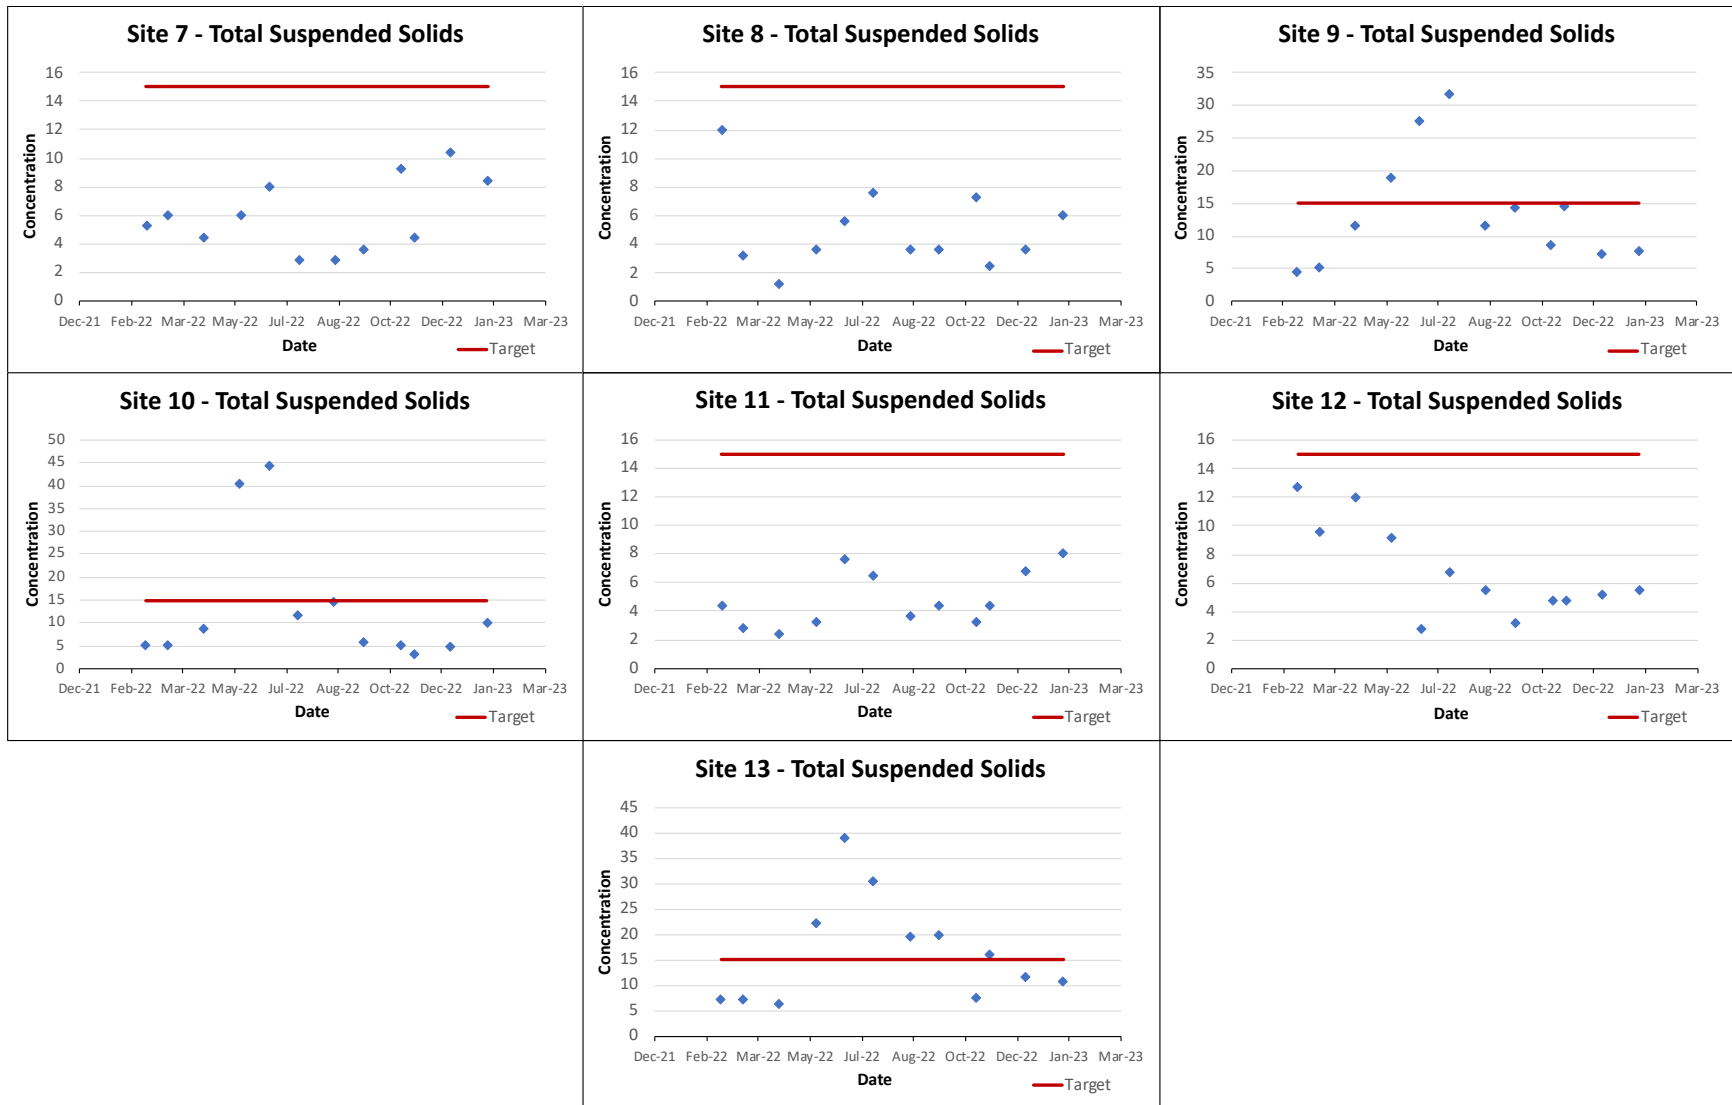 Site 7 - Total Suspended Solids
16
14
12
10
8
6
4
2
0
Concentration
Dec-21 Feb-22 Mar-22 May-22 Jul-22 Aug-22 Oct-22 Dec-22 Jan-23 Mar-23
Date
Target
Site 8 - Total Suspended Solids
16
14
12
10
8
6
4
2
0
Concentration
Dec-21 Feb-22 Mar-22 May-22 Jul-22 Aug-22 Oct-22 Dec-22 Jan-23 Mar-23
Date
Target
Site 9 - Total Suspended Solids
35
30
25
20
15
10
5
0
Concentration
Dec-21 Feb-22 Mar-22 May-22 Jul-22 Aug-22 Oct-22 Dec-22 Jan-23 Mar-23
Date
Target
Site 10 - Total Suspended Solids
50
45
40
35
30
25
20
15
10
5
0
Concentration
Dec-21 Feb-22 Mar-22 May-22 Jul-22 Aug-22 Oct-22 Dec-22 Jan-23 Mar-23
Date
Target
Site 11 - Total Suspended Solids
16
14
12
10
8
6
4
2
0
Concentration
Dec-21 Feb-22 Mar-22 May-22 Jul-22 Aug-22 Oct-22 Dec-22 Jan-23 Mar-23
Date
Target
Site 12 - Total Suspended Solids
16
14
12
10
8
6
4
2
0
Concentration
Dec-21 Feb-22 Mar-22 May-22 Jul-22 Aug-22 Oct-22 Dec-22 Jan-23 Mar-23
Date
Target
Site 13 - Total Suspended Solids
45
40
35
30
25
20
15
10
5
0
Concentration
Dec-21 Feb-22 Mar-22 May-22 Jul-22 Aug-22 Oct-22 Dec-22 Jan-23 Mar-23
Date
Target